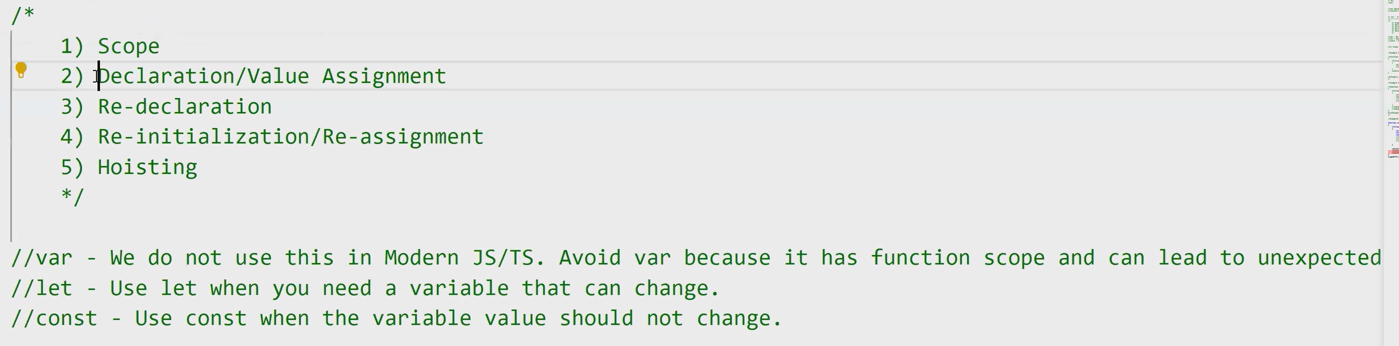 /*
1) Scope
2) Declaration/Value Assignment
3) Re-declaration
4) Re-initialization/Re-assignment
5) Hoisting
*/
//var - We do not use this in Modern JS/TS. Avoid var because it has function scope and can lead to unexpected
//let - Use let when you need a variable that can change.
//const - Use const when the variable value should not change.